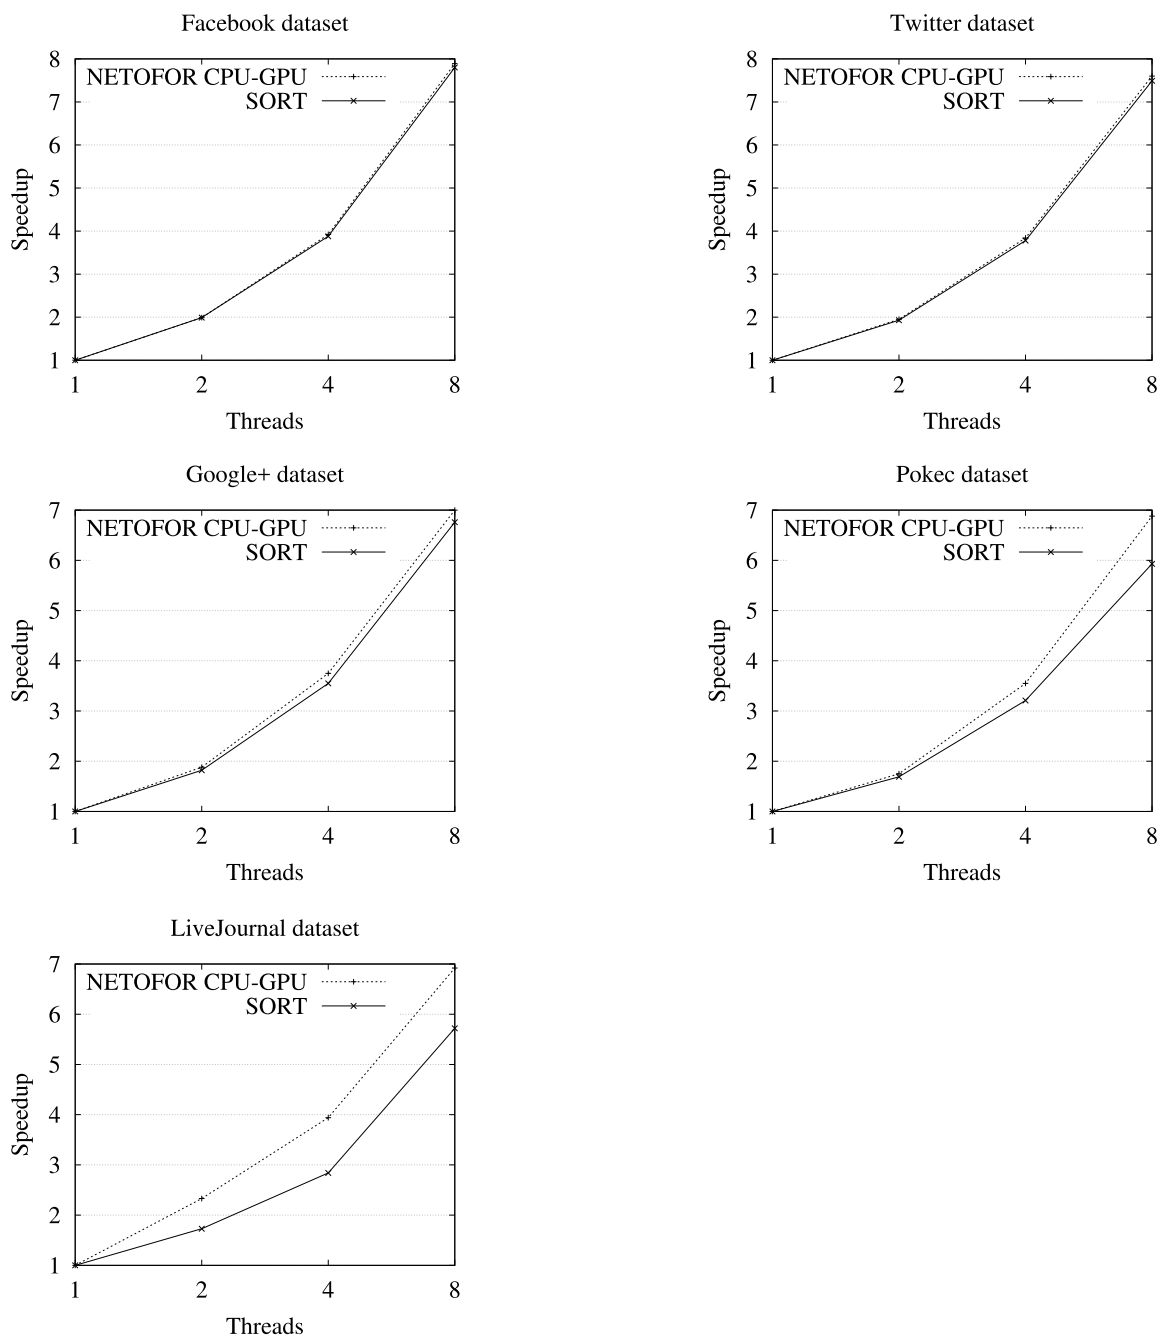 Facebook dataset
8
7
6
5
4
3
2
1
Speedup
NETOFOR CPU-GPU
SORT
1 2 4 8
Threads
Twitter dataset
8
7
6
5
4
3
2
1
Speedup
NETOFOR CPU-GPU
SORT
1 2 4 8
Threads
Google+ dataset
7
6
5
4
3
2
1
Speedup
NETOFOR CPU-GPU
SORT
1 2 4 8
Threads
Pokec dataset
7
6
5
4
3
2
1
Speedup
NETOFOR CPU-GPU
SORT
1 2 4 8
Threads
LiveJournal dataset
7
6
5
4
3
2
1
Speedup
NETOFOR CPU-GPU
SORT
1 2 4 8
Threads